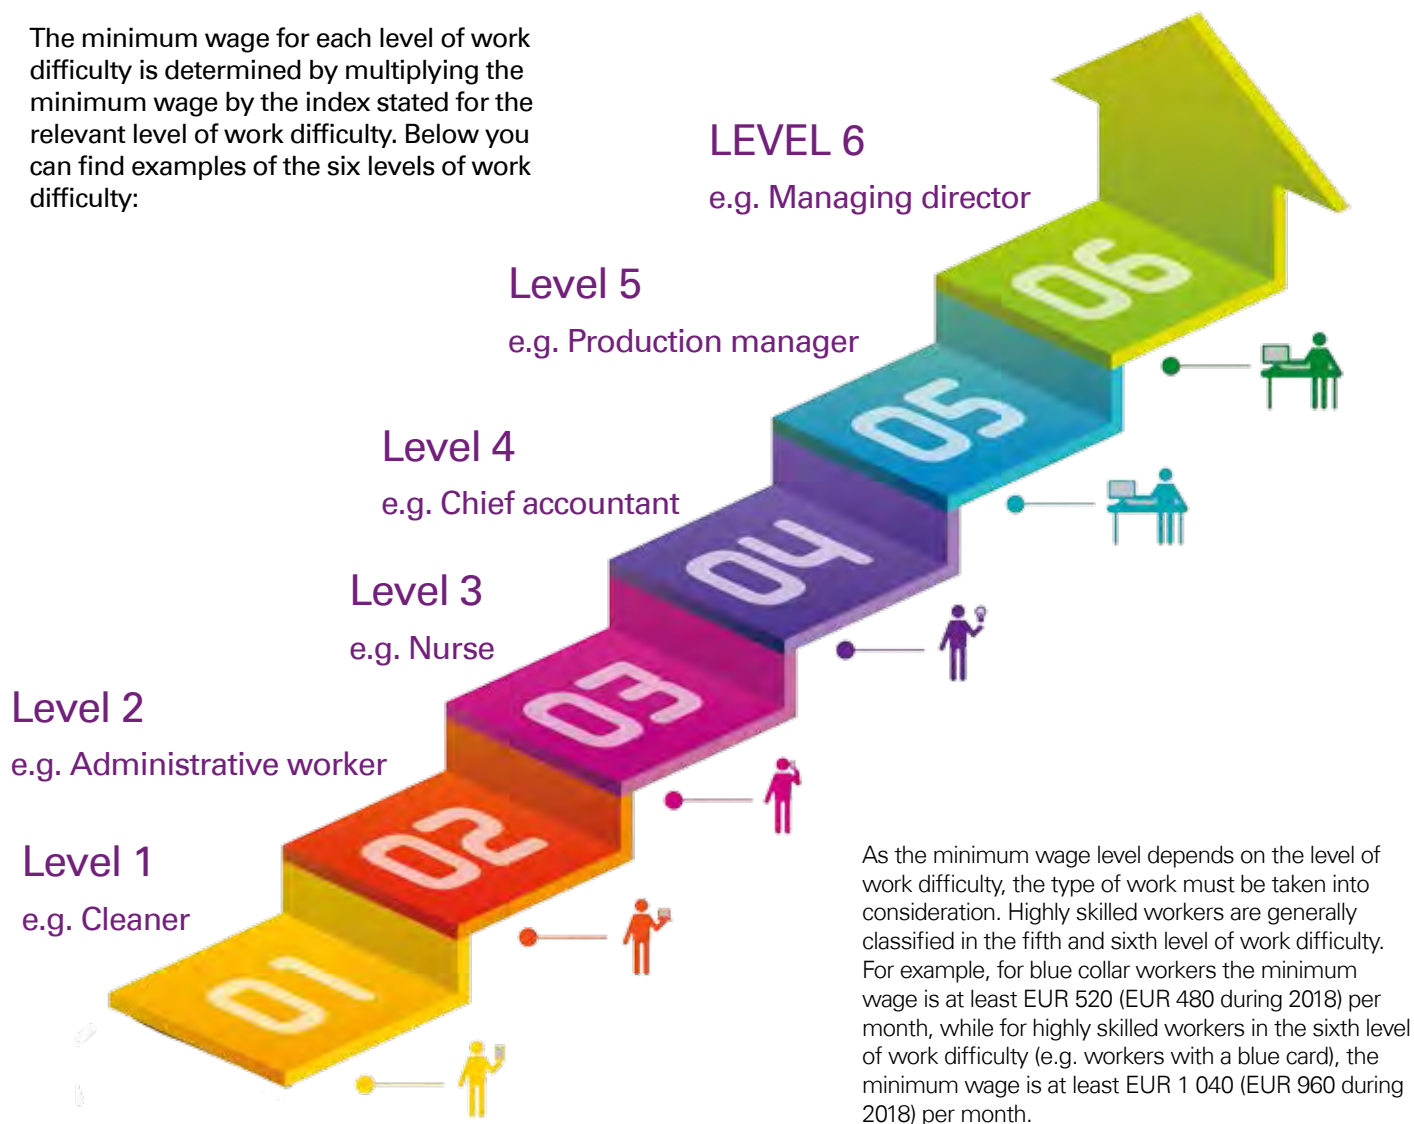 The minimum wage for each level of work
difficulty is determined by multiplying the
minimum wage by the index stated for the
relevant level of work difficulty. Below you
can find examples of the six levels of work
difficulty:
LEVEL 6
e.g. Managing director
06
Level 5
e.g. Production manager
05
Level 4
e.g. Chief accountant
04
Level 3
e.g. Nurse
03
Level 2
e.g. Administrative worker
02
Level 1
e.g. Cleaner
01
As the minimum wage level depends on the level of
work difficulty, the type of work must be taken into
consideration. Highly skilled workers are generally
classified in the fifth and sixth level of work difficulty.
For example, for blue collar workers the minimum
wage is at least EUR 520 (EUR 480 during 2018) per
month, while for highly skilled workers in the sixth level
of work difficulty (e.g. workers with a blue card), the
minimum wage is at least EUR 1 040 (EUR 960 during
2018) per month.